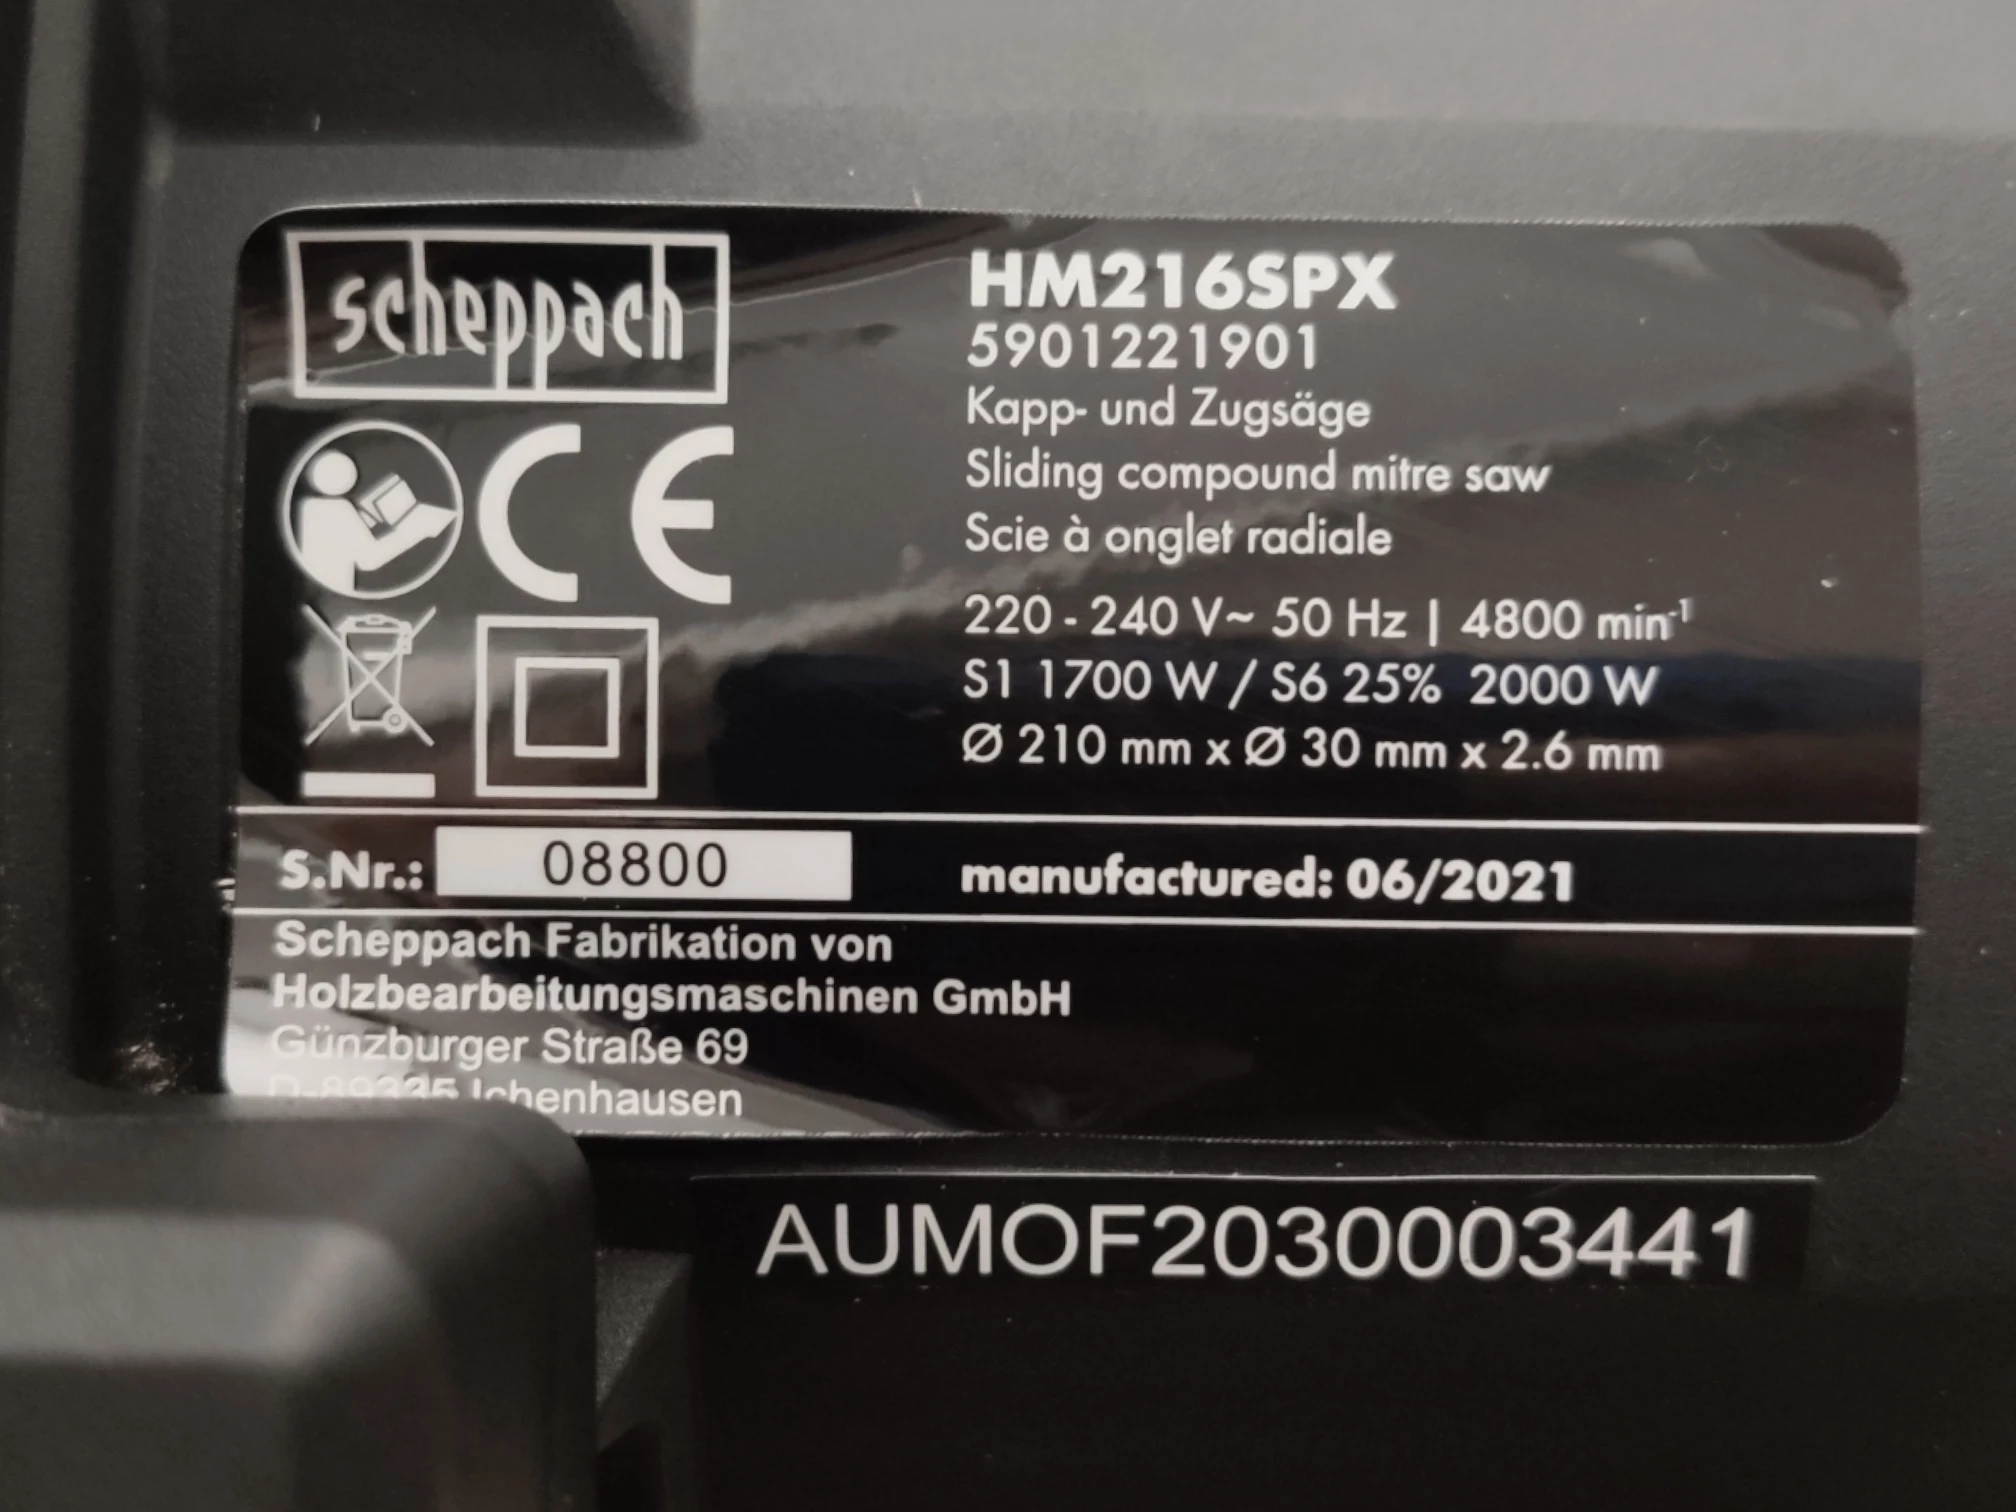 scheppach
HM216SPX
5901221901
Kapp- und Zugsäge
Sliding compound mitre saw
Scie à onglet radiale
CE
220 - 240 V~ 50 Hz | 4800 min⁻¹
S1 1700 W / S6 25% 2000 W
Ø 210 mm x Ø 30 mm x 2.6 mm
S.Nr.: 08800
manufactured: 06/2021
Scheppach Fabrikation von
Holzbearbeitungsmaschinen GmbH
Günzburger Straße 69
D-89335 Ichenhausen
AUMOF2030003441